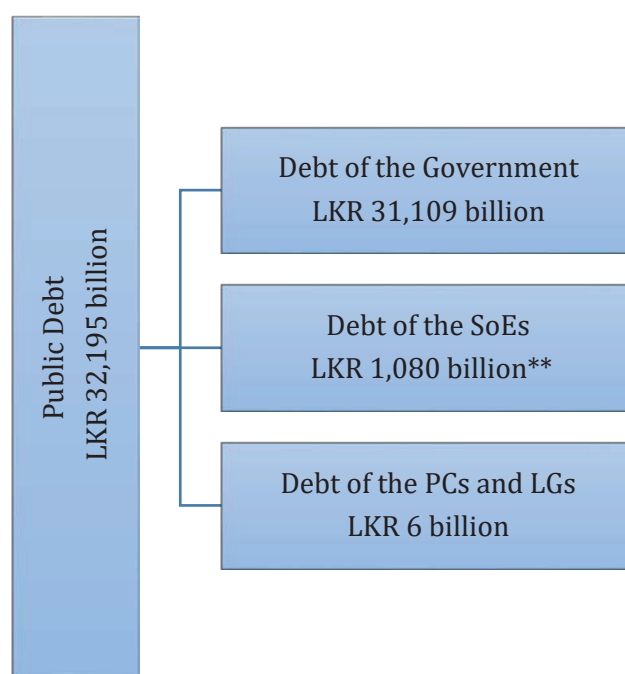 Public Debt
LKR 32,195 billion
Debt of the Government
LKR 31,109 billion
Debt of the SoEs
LKR 1,080 billion**
Debt of the PCs and LGs
LKR 6 billion